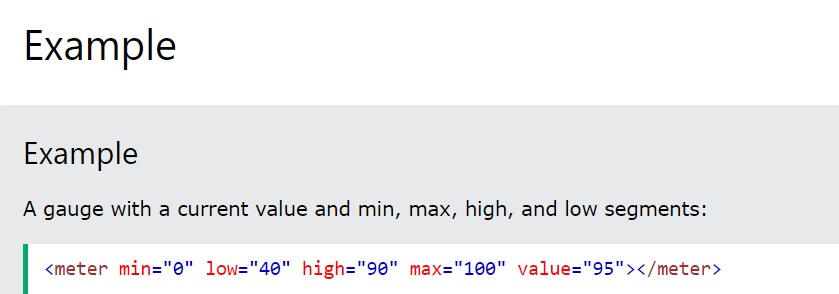 Example
Example
A gauge with a current value and min, max, high, and low segments:
<meter min="0" low="40" high="90" max="100" value="95"></meter>